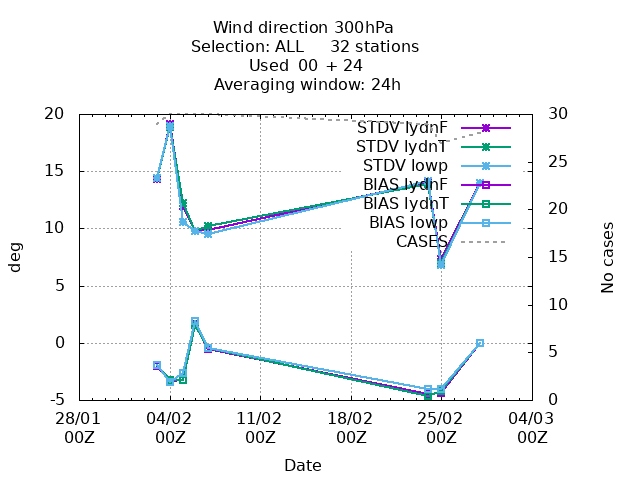 Wind direction 300hPa
Selection: ALL 32 stations
Used 00 + 24
Averaging window: 24h
20
15
10
5
0
-5
deg
30
25
20
15
10
5
0
No cases
STDV lydnF
STDV lydnT
STDV lowp
BIAS lydnF
BIAS lydnT
BIAS lowp
CASES
28/01 04/02 11/02 18/02 25/02 04/03
00Z 00Z 00Z 00Z 00Z 00Z
Date